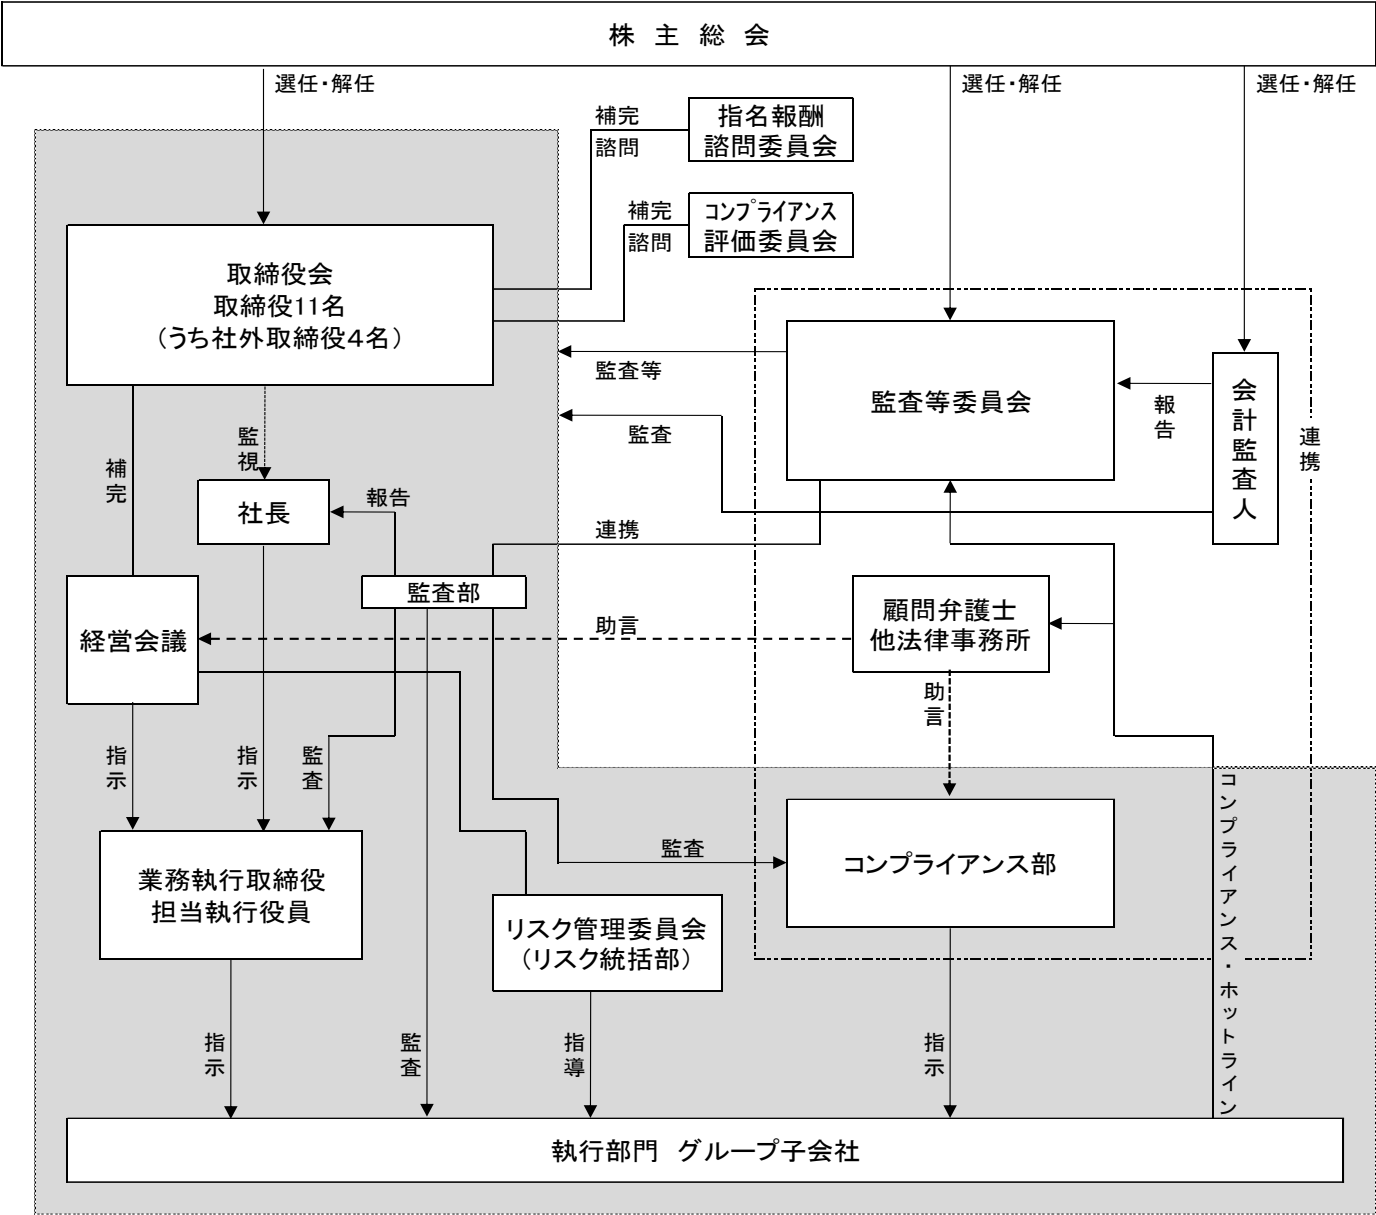 株　主　総　会
選任・解任
選任・解任
選任・解任
補完
諮問
指名報酬
諮問委員会
補完
諮問
コンプライアンス
評価委員会
取締役会
取締役11名
（うち社外取締役４名）
監査等
監査
監査等委員会
報告
会計監査人
連携
監視
補完
社長
報告
連携
監査部
経営会議
助言
顧問弁護士
他法律事務所
助言
指示
指示
監査
コンプライアンス・ホットライン
業務執行取締役
担当執行役員
監査
コンプライアンス部
リスク管理委員会
（リスク統括部）
指示
監査
指導
指示
執行部門　グループ子会社